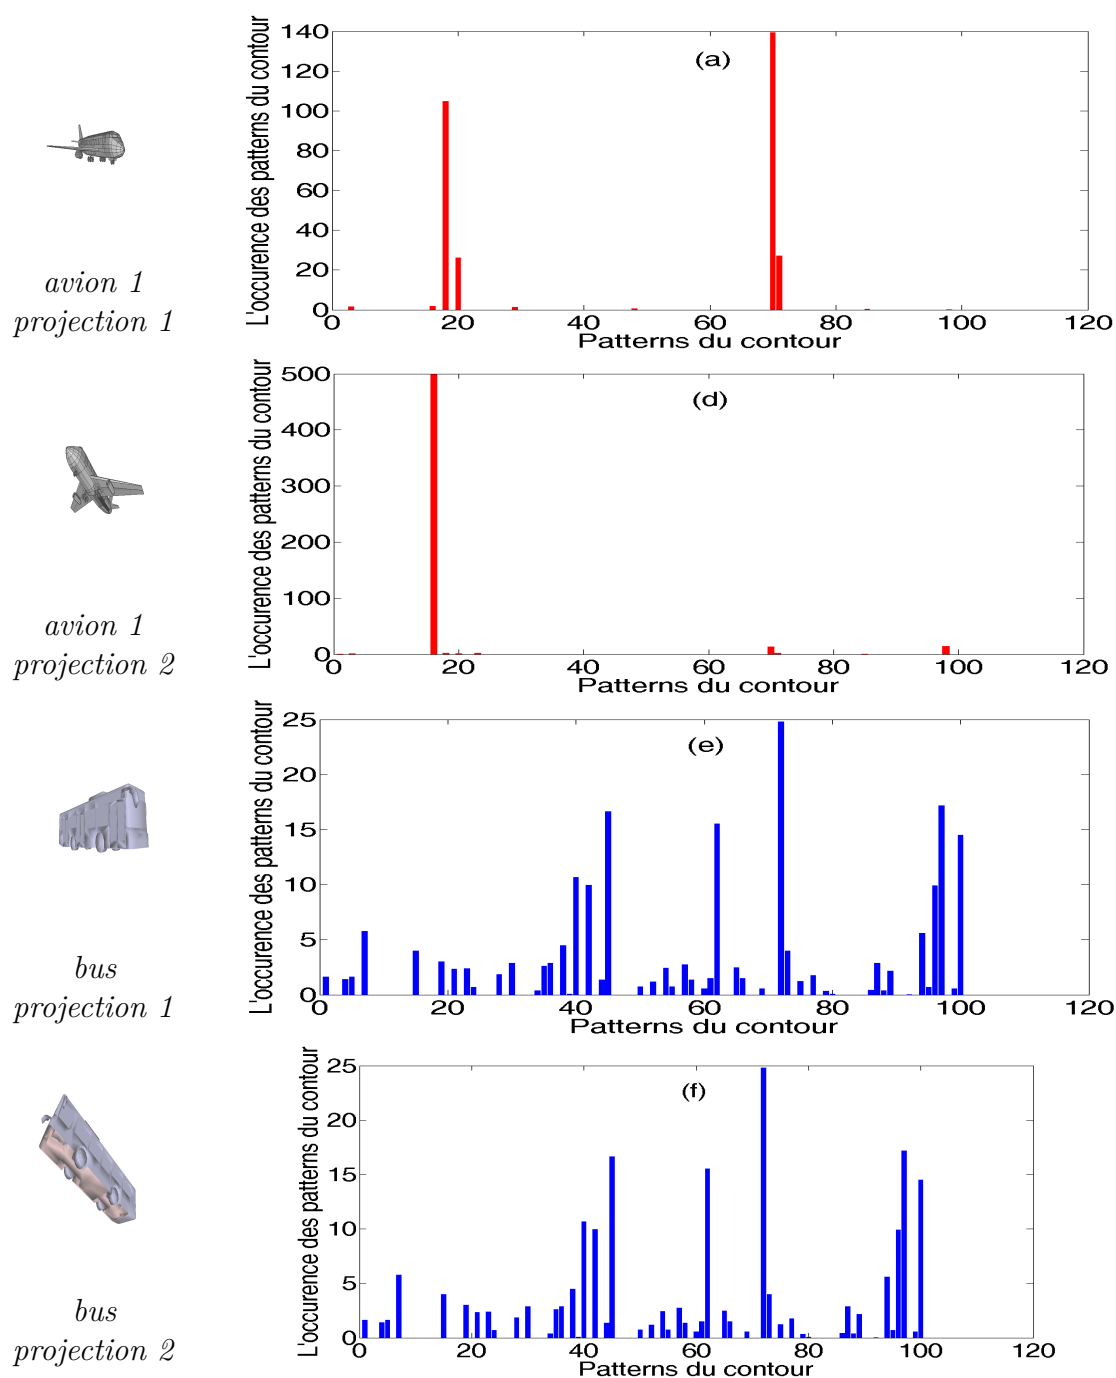 avion 1
projection 1
L'occurence des patterns du contour
140
120
100
80
60
40
20
0
(a)
0 20 40 60 80 100 120
Patterns du contour
avion 1
projection 2
L'occurence des patterns du contour
500
400
300
200
100
0
(d)
0 20 40 60 80 100 120
Patterns du contour
bus
projection 1
L'occurence des patterns du contour
25
20
15
10
5
0
(e)
0 20 40 60 80 100 120
Patterns du contour
bus
projection 2
L'occurence des patterns du contour
25
20
15
10
5
0
(f)
0 20 40 60 80 100 120
Patterns du contour